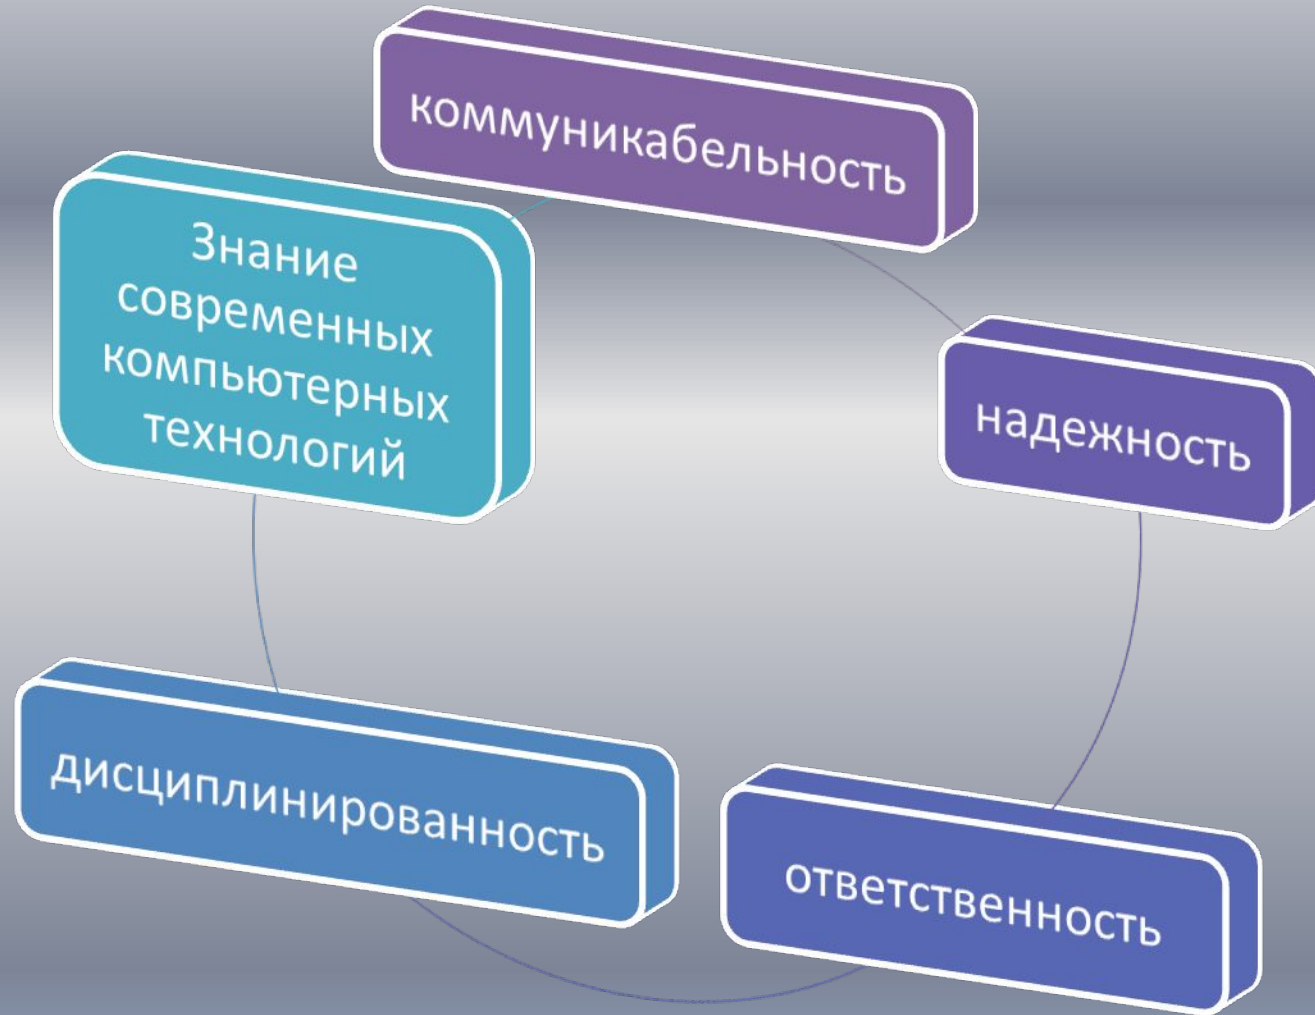 коммуникабельность
Знание
современных
компьютерных
технологий
надежность
дисциплинированность
ответственность